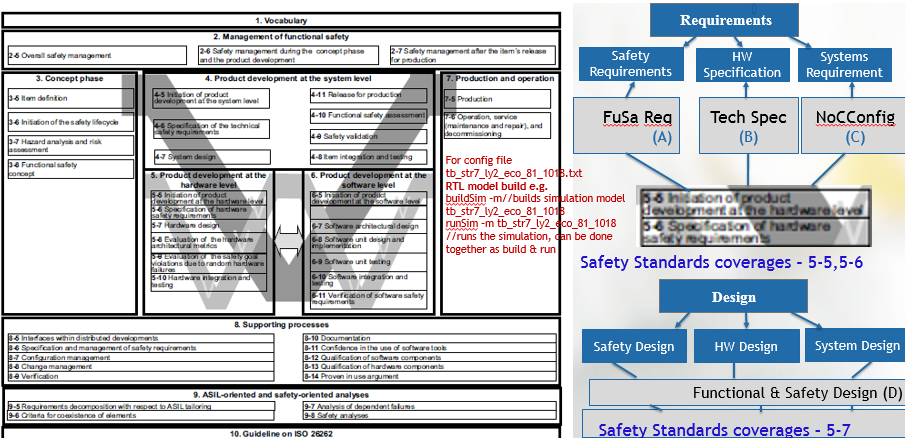 1. Vocabulary
2. Management of functional safety
2-5 Overall safety management
2-6 Safety management during the concept phase
and the product development
2-7 Safety management after the item's release
for production
3. Concept phase
3-5 Item definition
3-6 Initiation of the safety lifecycle
3-7 Hazard analysis and risk
assessment
3-8 Functional safety
concept
4. Product development at the system level
4-5 Initiation of product
development at the system level
4-6 Specification of the technical
safety requirements
4-7 System design
4-11 Release for production
4-10 Functional safety assessment
4-9 Safety validation
4-8 Item integration and testing
7. Production and operation
7-5 Production
7-6 Operation, service
(maintenance and repair), and
decommissioning
5. Product development at the
hardware level
5-5 Initiation of product
development at the hardware level
5-6 Specification of hardware
safety requirements
5-7 Hardware design
5-8 Evaluation of the hardware
architectural metrics
5-9 Evaluation of the safety goal
violations due to random hardware
failures
5-10 Hardware integration and
testing
6. Product development at the
software level
6-5 Initiation of product
development at the software level
6-7 Software architectural design
6-8 Software unit design and
implementation
6-9 Software unit testing
6-10 Software integration and
testing
6-11 Verification of software safety
requirements
For config file
tb_str7_ly2_eco_81_1018.txt
RTL model build e.g.
buildSim -m//builds simulation model
tb_str7_ly2_eco_81_1018
runSim -m tb_str7_ly2_eco_81_1018
//runs the simulation, can be done
together as build & run
8. Supporting processes
8-5 Interfaces within distributed developments
8-6 Specification and management of safety requirements
8-7 Configuration management
8-8 Change management
8-9 Verification
8-10 Documentation
8-11 Confidence in the use of software tools
8-12 Qualification of software components
8-13 Qualification of hardware components
8-14 Proven in use argument
9. ASIL-oriented and safety-oriented analyses
9-5 Requirements decomposition with respect to ASIL tailoring
9-6 Criteria for coexistence of elements
9-7 Analysis of dependent failures
9-8 Safety analyses
10. Guideline on ISO 26262
Requirements
Safety
Requirements
HW
Specification
Systems
Requirement
FuSa Req
(A)
Tech Spec
(B)
NoCConfig
(C)
5-5 Initiation of product
development at the hardware level
5-6 Specification of hardware
safety requirements
Safety Standards coverages – 5-5,5-6
Design
Safety Design
HW Design
System Design
Functional & Safety Design (D)
Safety Standards coverages – 5-7